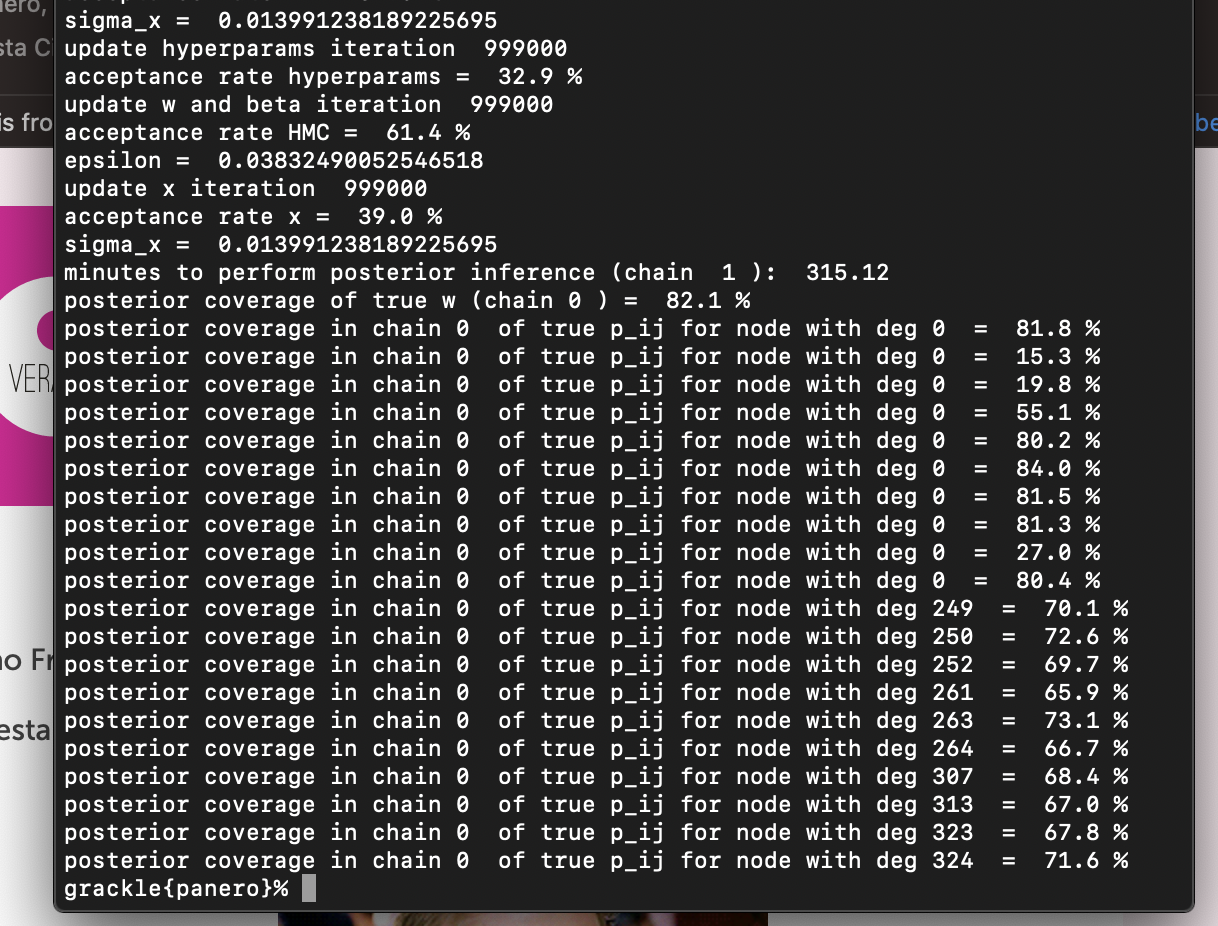 nero,
sigma_x =  0.013991238189225695
sta C
update hyperparams iteration  999000
acceptance rate hyperparams =  32.9 %
update w and beta iteration  999000
is fro
be
acceptance rate HMC =  61.4 %
epsilon =  0.03832490052546518
update x iteration  999000
acceptance rate x =  39.0 %
sigma_x =  0.013991238189225695
minutes to perform posterior inference (chain  1 ):  315.12
posterior coverage of true w (chain 0 ) =  82.1 %
posterior coverage in chain 0  of true p_ij for node with deg 0  =  81.8 %
posterior coverage in chain 0  of true p_ij for node with deg 0  =  15.3 %
VERA
posterior coverage in chain 0  of true p_ij for node with deg 0  =  19.8 %
posterior coverage in chain 0  of true p_ij for node with deg 0  =  55.1 %
posterior coverage in chain 0  of true p_ij for node with deg 0  =  80.2 %
posterior coverage in chain 0  of true p_ij for node with deg 0  =  84.0 %
posterior coverage in chain 0  of true p_ij for node with deg 0  =  81.5 %
posterior coverage in chain 0  of true p_ij for node with deg 0  =  81.3 %
posterior coverage in chain 0  of true p_ij for node with deg 0  =  27.0 %
posterior coverage in chain 0  of true p_ij for node with deg 0  =  80.4 %
posterior coverage in chain 0  of true p_ij for node with deg 249  =  70.1 %
posterior coverage in chain 0  of true p_ij for node with deg 250  =  72.6 %
no Fr
posterior coverage in chain 0  of true p_ij for node with deg 252  =  69.7 %
posterior coverage in chain 0  of true p_ij for node with deg 261  =  65.9 %
esta
posterior coverage in chain 0  of true p_ij for node with deg 263  =  73.1 %
posterior coverage in chain 0  of true p_ij for node with deg 264  =  66.7 %
posterior coverage in chain 0  of true p_ij for node with deg 307  =  68.4 %
posterior coverage in chain 0  of true p_ij for node with deg 313  =  67.0 %
posterior coverage in chain 0  of true p_ij for node with deg 323  =  67.8 %
posterior coverage in chain 0  of true p_ij for node with deg 324  =  71.6 %
grackle{panero}%